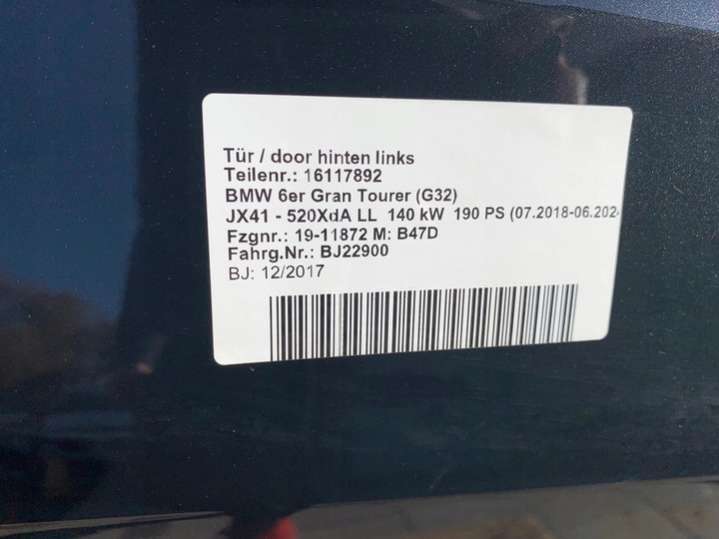 Tür / door hinten links
Teilenr.: 16117892
BMW 6er Gran Tourer (G32)
JX41 - 520XdA LL 140 kW 190 PS (07.2018-06.202
Fzgnr.: 19-11872 M: B47D
Fahrg.Nr.: BJ22900
BJ: 12/2017